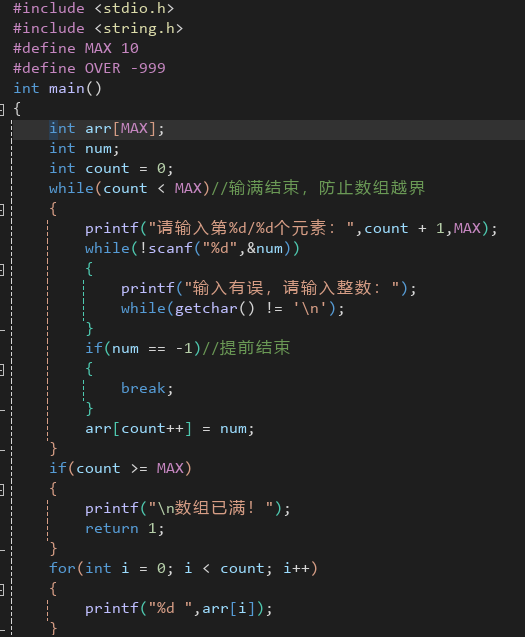 #include <stdio.h>
#include <string.h>
#define MAX 10
#define OVER -999
int main()
{
int arr[MAX];
int num;
int count = 0;
while(count < MAX)//输满结束，防止数组越界
{
printf("请输入第%d/%d个元素：",count + 1,MAX);
while(!scanf("%d",&num))
{
printf("输入有误，请输入整数：");
while(getchar() != '\n');
}
if(num == -1)//提前结束
{
break;
}
arr[count++] = num;
}
if(count >= MAX)
{
printf("\n数组已满！");
return 1;
}
for(int i = 0; i < count; i++)
{
printf("%d ",arr[i]);
}